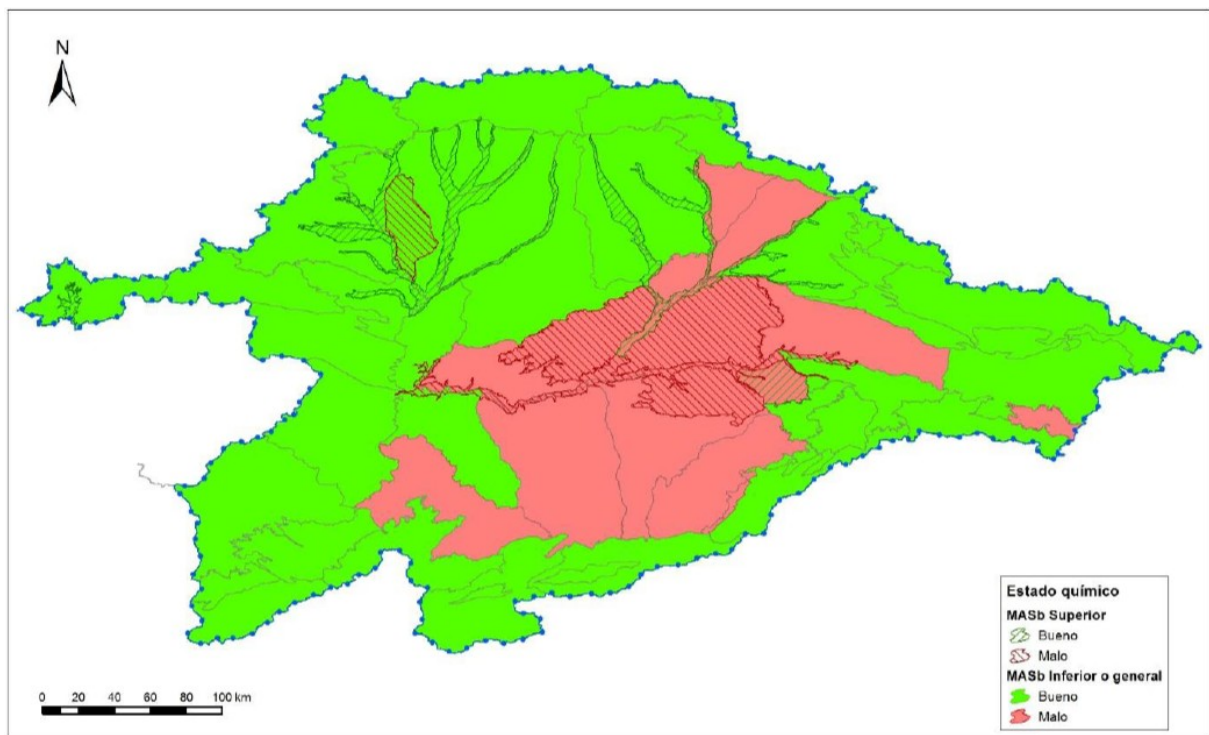 N
Estado químico
MASb Superior
Bueno
Malo
MASb Inferior o general
Bueno
Malo
0 20 40 60 80 100 km